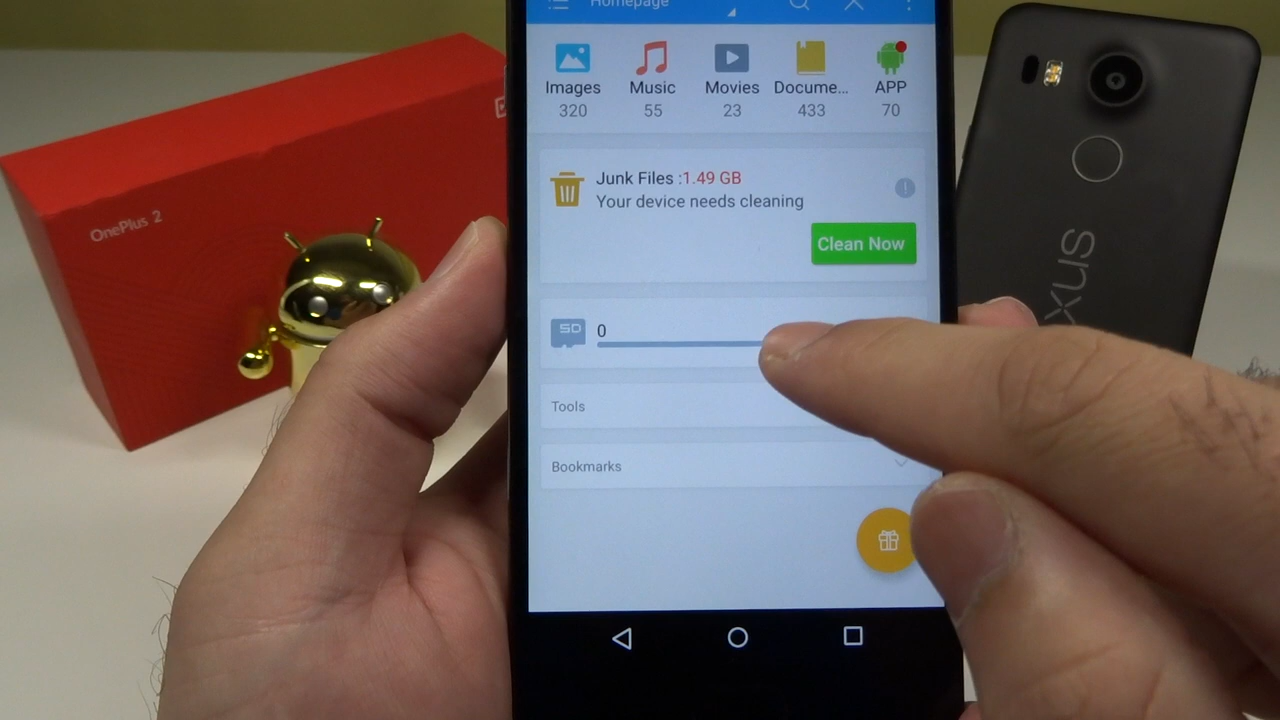 Homepage
Images
320
Music
55
Movies
23
Docume...
433
APP
70
Junk Files :1.49 GB
Your device needs cleaning
Clean Now
SD
0
Tools
Bookmarks
OnePlus 2
xus